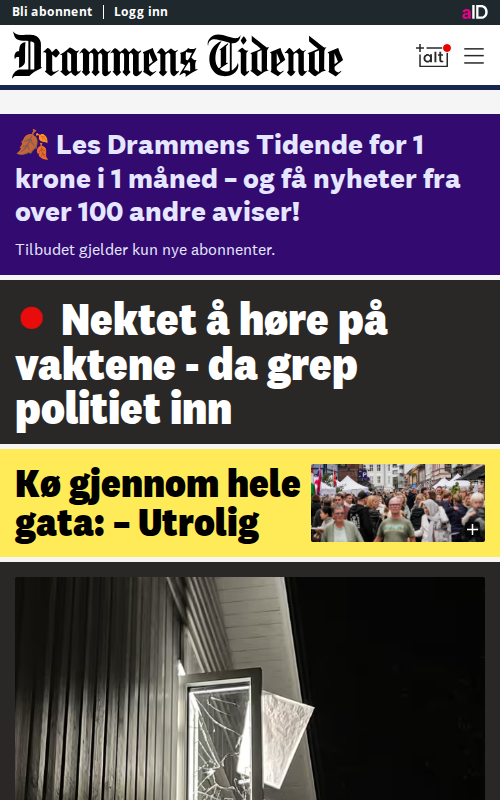 Bli abonnent
Logg inn
aID
Drammens Tidende
+alt
Les Drammens Tidende for 1
krone i 1 måned – og få nyheter fra
over 100 andre aviser!
Tilbudet gjelder kun nye abonnenter.
Nektet å høre på
vaktene - da grep
politiet inn
Kø gjennom hele
gata: – Utrolig
+